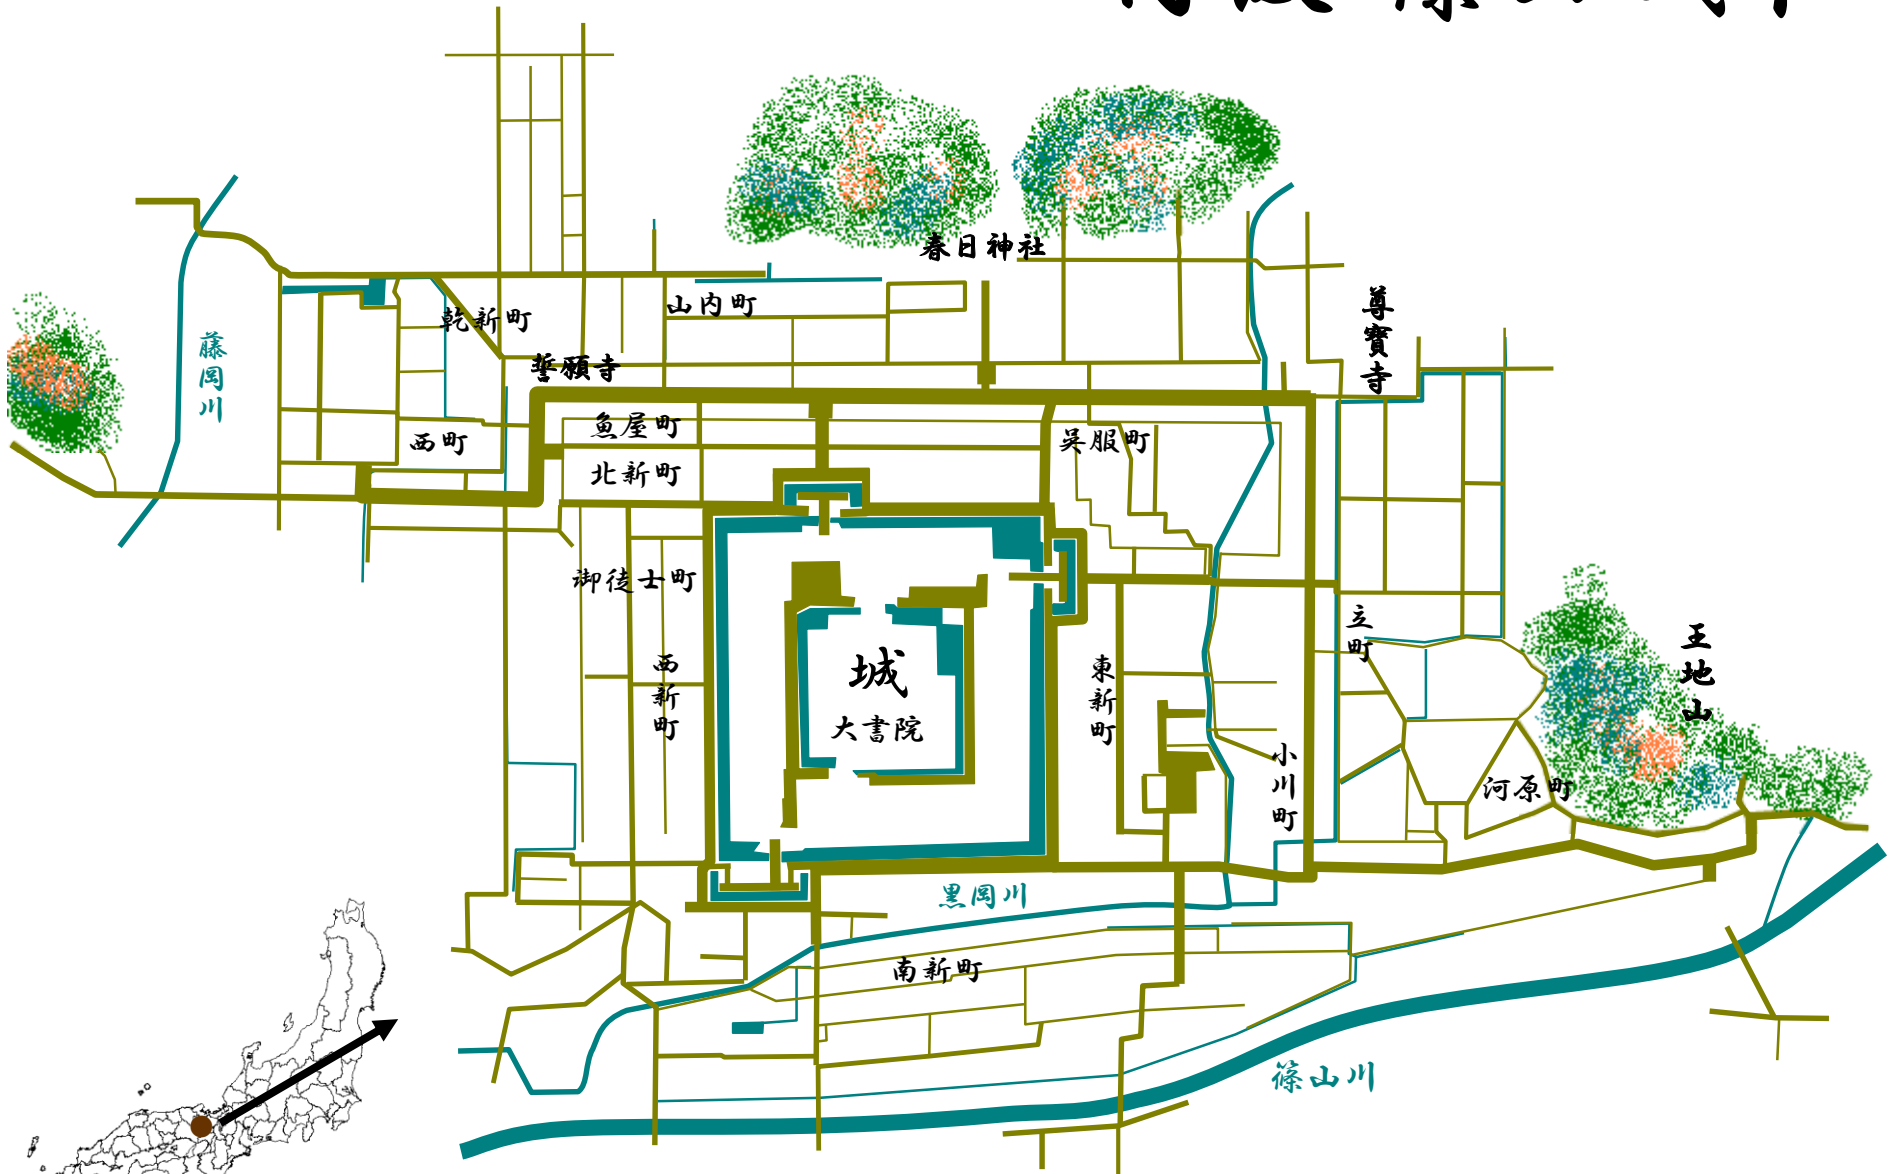 春日神社
尊寶寺
山内町
乾新町
藤岡川
誓願寺
魚屋町
西町
呉服町
北新町
御徒士町
立町
王地山
西新町
城
大書院
東新町
小川町
河原町
黒岡川
南新町
篠山川